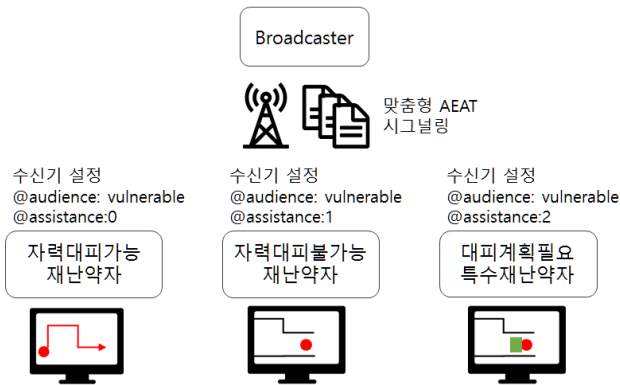 Broadcaster
맞춤형 AEAT
시그널링
수신기 설정
@audience: vulnerable
@assistance:0
자력대피가능
재난약자
수신기 설정
@audience: vulnerable
@assistance:1
자력대피불가능
재난약자
수신기 설정
@audience: vulnerable
@assistance:2
대피계획필요
특수재난약자